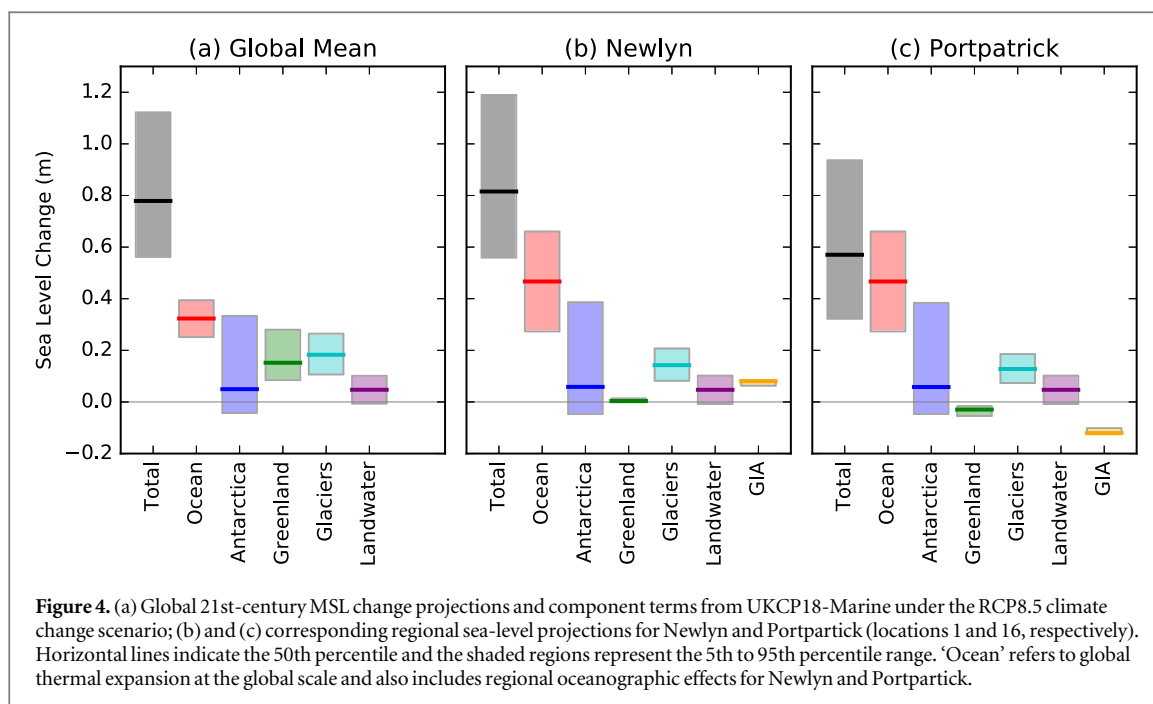 (a) Global Mean
(b) Newlyn
(c) Portpatrick
Sea Level Change (m)
1.2
1.0
0.8
0.6
0.4
0.2
0.0
−0.2
Total
Ocean
Antarctica
Greenland
Glaciers
Landwater
Total
Ocean
Antarctica
Greenland
Glaciers
Landwater
GIA
Total
Ocean
Antarctica
Greenland
Glaciers
Landwater
GIA
Figure 4. (a) Global 21st-century MSL change projections and component terms from UKCP18-Marine under the RCP8.5 climate
change scenario; (b) and (c) corresponding regional sea-level projections for Newlyn and Portpartick (locations 1 and 16, respectively).
Horizontal lines indicate the 50th percentile and the shaded regions represent the 5th to 95th percentile range. ‘Ocean’ refers to global
thermal expansion at the global scale and also includes regional oceanographic effects for Newlyn and Portpartick.